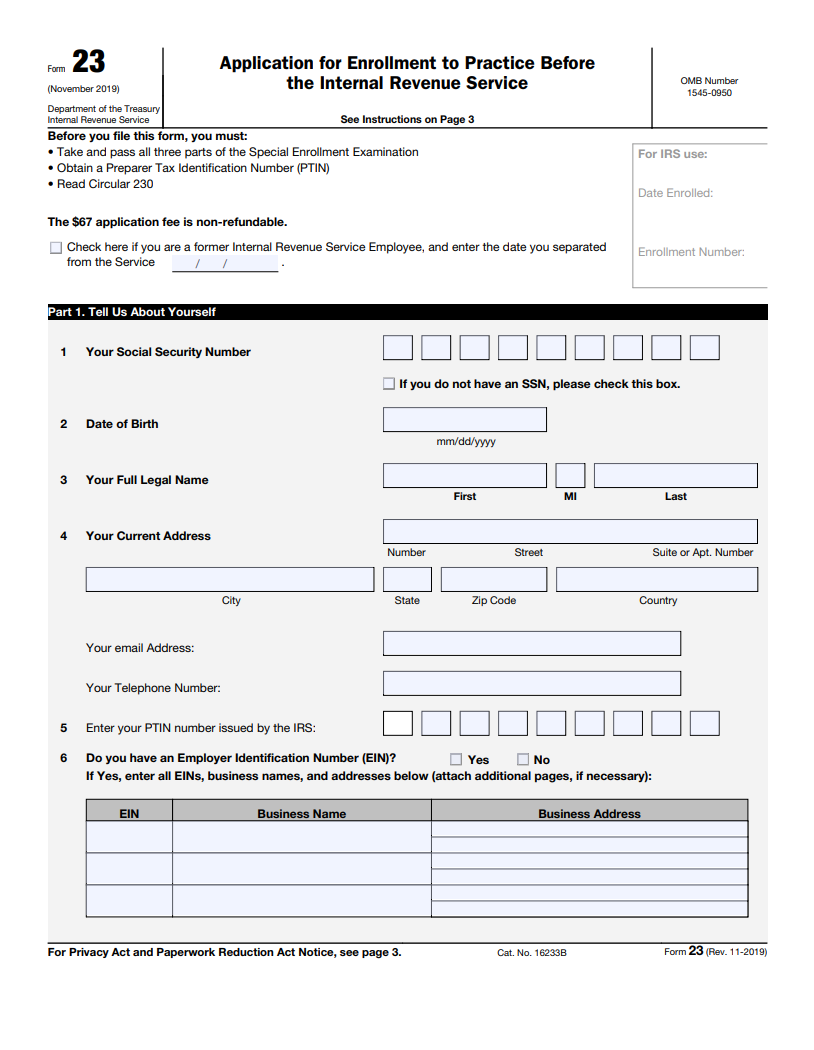 Form 23
(November 2019)
Department of the Treasury
Internal Revenue Service
Application for Enrollment to Practice Before
the Internal Revenue Service
See Instructions on Page 3
OMB Number
1545-0950
Before you file this form, you must:
• Take and pass all three parts of the Special Enrollment Examination
• Obtain a Preparer Tax Identification Number (PTIN)
• Read Circular 230
The $67 application fee is non-refundable.
Check here if you are a former Internal Revenue Service Employee, and enter the date you separated
from the Service / / .
For IRS use:
Date Enrolled:
Enrollment Number:
Part 1. Tell Us About Yourself
1 Your Social Security Number
If you do not have an SSN, please check this box.
2 Date of Birth
mm/dd/yyyy
3 Your Full Legal Name
First MI Last
4 Your Current Address
Number Street Suite or Apt. Number
City State Zip Code Country
Your email Address:
Your Telephone Number:
5 Enter your PTIN number issued by the IRS:
6 Do you have an Employer Identification Number (EIN)? Yes No
If Yes, enter all EINs, business names, and addresses below (attach additional pages, if necessary):
EIN Business Name Business Address
For Privacy Act and Paperwork Reduction Act Notice, see page 3. Cat. No. 16233B Form 23 (Rev. 11-2019)